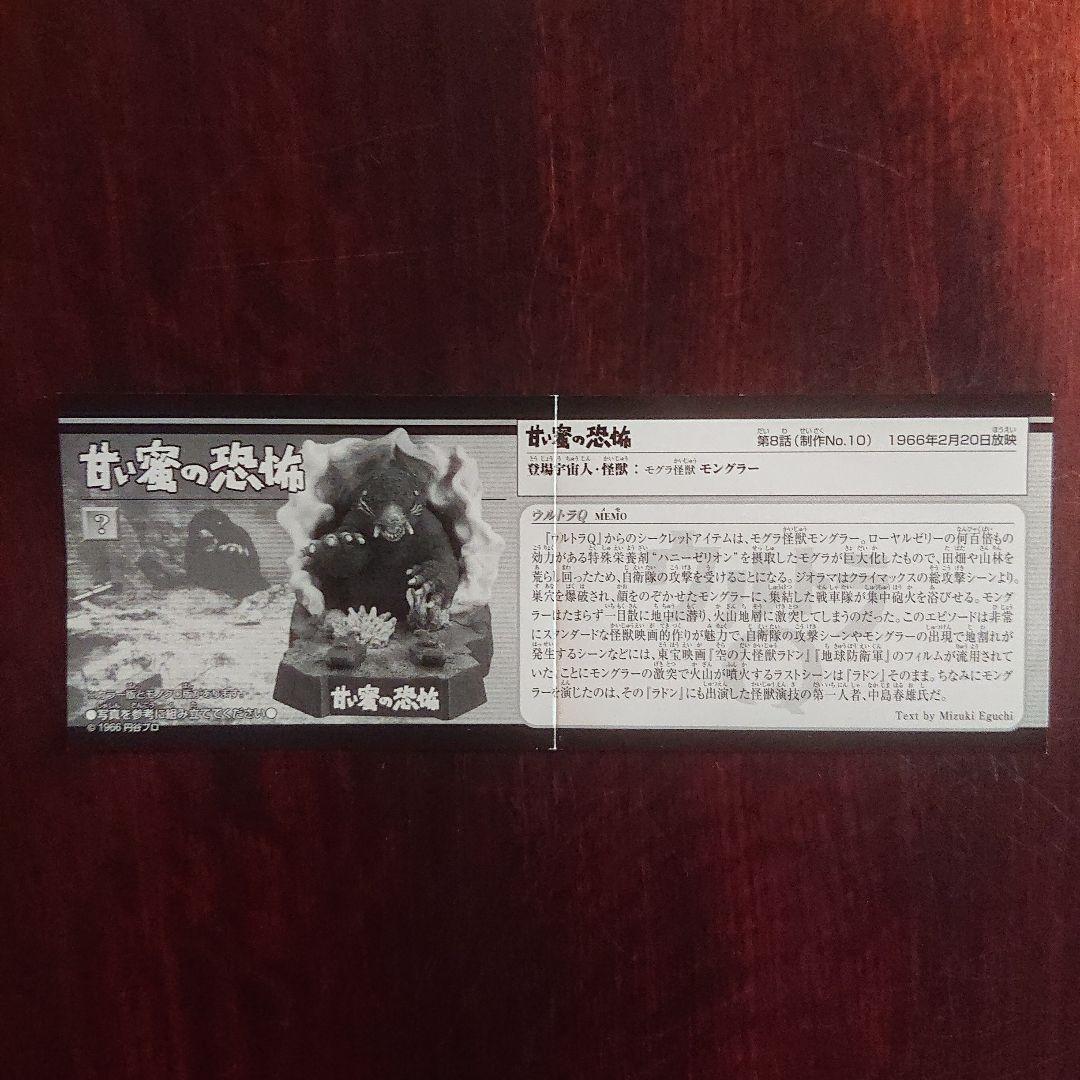 甘い蜜の恐怖
?
甘い蜜の恐怖
カラー版とモノクロ版があります。
●写真を参考に組み立ててください●
© 1966 円谷プロ
甘い蜜の恐怖
第8話(制作No.10) 1966年2月20日放映
登場宇宙人・怪獣：モグラ怪獣 モングラー
ウルトラQ MEMO
『ウルトラQ』からのシークレットアイテムは、モグラ怪獣モングラー。ローヤルゼリーの何百倍もの
効力がある特殊栄養剤“ハニーゼリオン”を摂取したモグラが巨大化したもので、田畑や山林を
荒らし回ったため、自衛隊の攻撃を受けることになる。ジオラマはクライマックスの総攻撃シーンより。
巣穴を爆破され、顔をのぞかせたモングラーに、集結した戦車隊が集中砲火を浴びせる。モング
ラーはたまらず一目散に地中に潜り、火山地層に激突してしまうのだった。このエピソードは非常
にスタンダードな怪獣映画的作りが魅力で、自衛隊の攻撃シーンやモングラーの出現で地割れが
発生するシーンなどには、東宝映画『空の大怪獣ラドン』『地球防衛軍』のフィルムが流用されて
いた。ことにモングラーの激突で火山が噴火するラストシーンは『ラドン』そのまま。ちなみにモング
ラーを演じたのは、その『ラドン』にも出演した怪獣演技の第一人者、中島春雄氏だ。
Text by Mizuki Eguchi